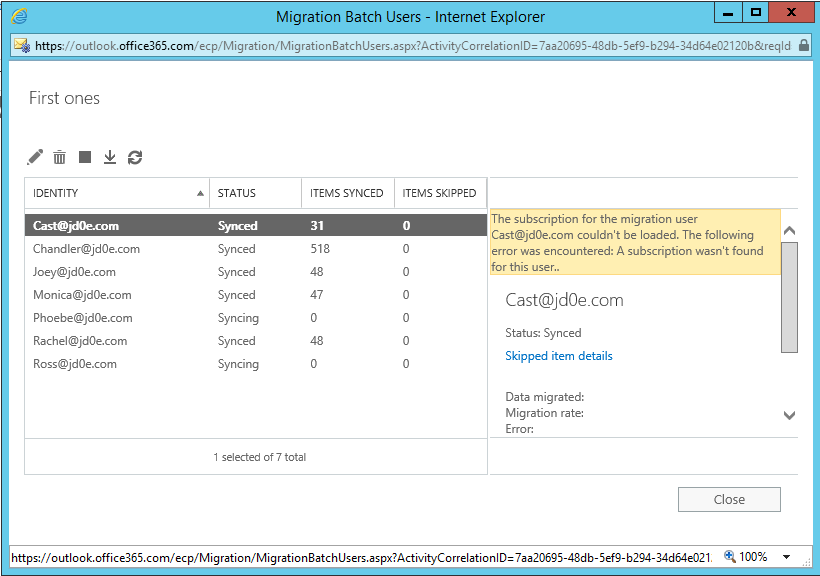 Migration Batch Users - Internet Explorer
https://outlook.office365.com/ecp/Migration/MigrationBatchUsers.aspx?ActivityCorrelationID=7aa20695-48db-5ef9-b294-34d64e02120b&reqId
First ones
IDENTITY STATUS ITEMS SYNCED ITEMS SKIPPED
Cast@jd0e.com Synced 31 0
Chandler@jd0e.com Synced 518 0
Joey@jd0e.com Synced 48 0
Monica@jd0e.com Synced 47 0
Phoebe@jd0e.com Syncing 0 0
Rachel@jd0e.com Synced 48 0
Ross@jd0e.com Syncing 0 0
1 selected of 7 total
The subscription for the migration user
Cast@jd0e.com couldn't be loaded. The following
error was encountered: A subscription wasn't found
for this user..
Cast@jd0e.com
Status: Synced
Skipped item details
Data migrated:
Migration rate:
Error:
Close
https://outlook.office365.com/ecp/Migration/MigrationBatchUsers.aspx?ActivityCorrelationID=7aa20695-48db-5ef9-b294-34d64e021
100%